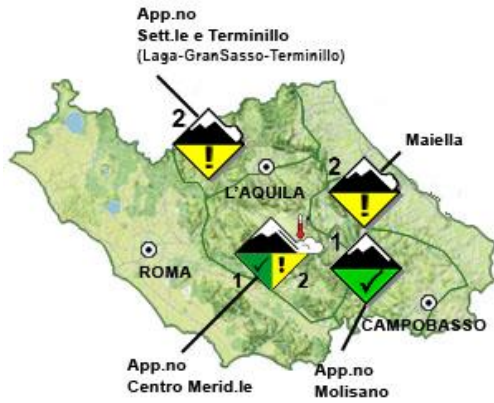 App.no
Sett.le e Terminillo
(Laga-GranSasso-Terminillo)
2
!
Maiella
L'AQUILA
2
!
ROMA
1
!
2
1
CAMPOBASSO
App.no
Centro Merid.le
App.no
Molisano